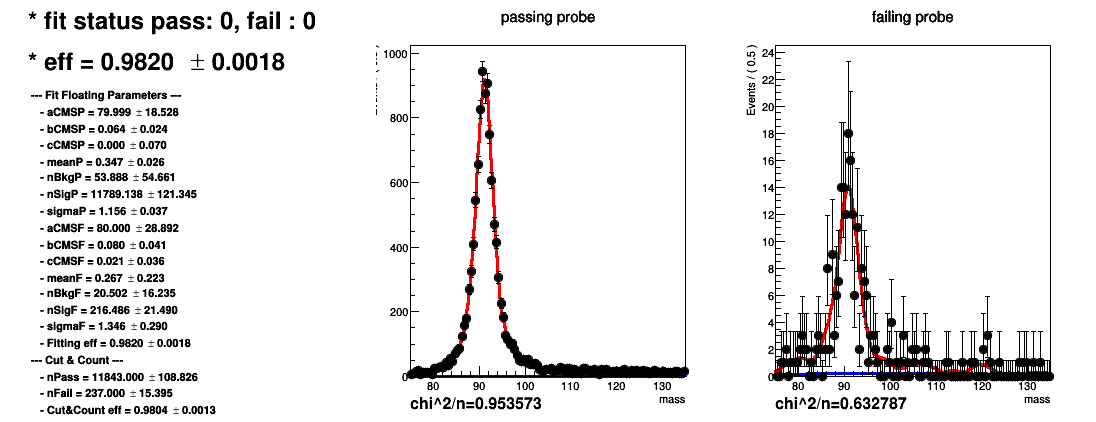 * fit status pass: 0, fail : 0
* eff = 0.9820 ± 0.0018
--- Fit Floating Parameters ---
- aCMSP = 79.999 ± 18.528
- bCMSP = 0.064 ± 0.024
- cCMSP = 0.000 ± 0.070
- meanP = 0.347 ± 0.026
- nBkgP = 53.888 ± 54.661
- nSigP = 11789.138 ± 121.345
- sigmaP = 1.156 ± 0.037
- aCMSF = 80.000 ± 28.892
- bCMSF = 0.080 ± 0.041
- cCMSF = 0.021 ± 0.036
- meanF = 0.267 ± 0.223
- nBkgF = 20.502 ± 16.235
- nSigF = 216.486 ± 21.490
- sigmaF = 1.346 ± 0.290
- Fitting eff = 0.9820 ± 0.0018
--- Cut & Count ---
- nPass = 11843.000 ± 108.826
- nFail = 237.000 ± 15.395
- Cut&Count eff = 0.9804 ± 0.0013
passing probe
1000
800
600
400
200
0
80 90 100 110 120 130
mass
chi^2/n=0.953573
failing probe
Events / ( 0.5 )
24
22
20
18
16
14
12
10
8
6
4
2
0
80 90 100 110 120 130
mass
chi^2/n=0.632787